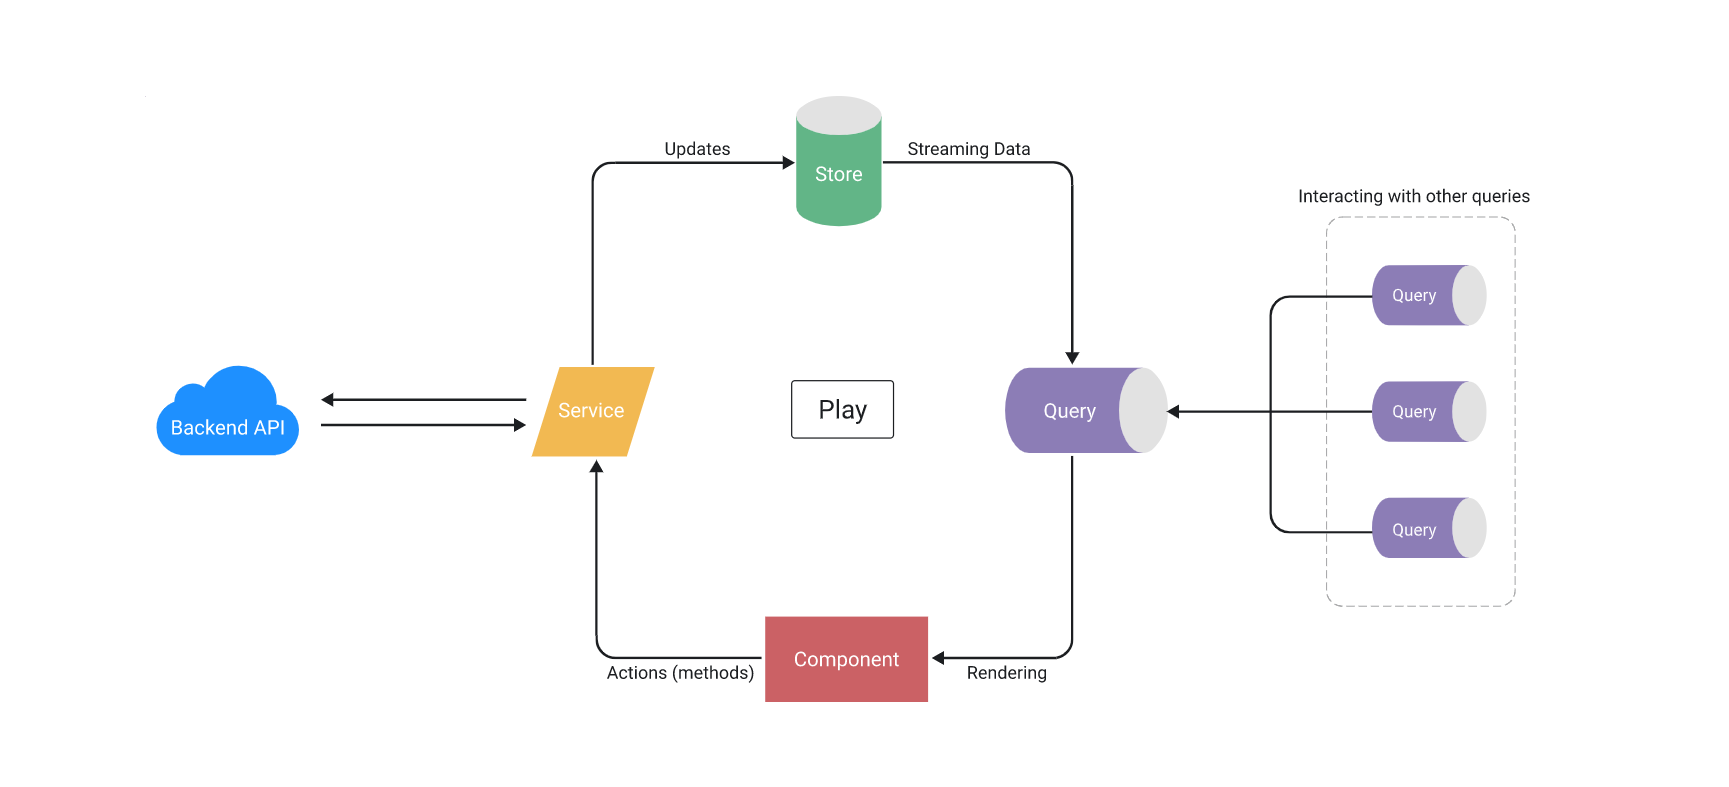 Updates
Store
Streaming Data
Interacting with other queries
Query
Backend API
Service
Play
Query
Query
Query
Component
Actions (methods)
Rendering